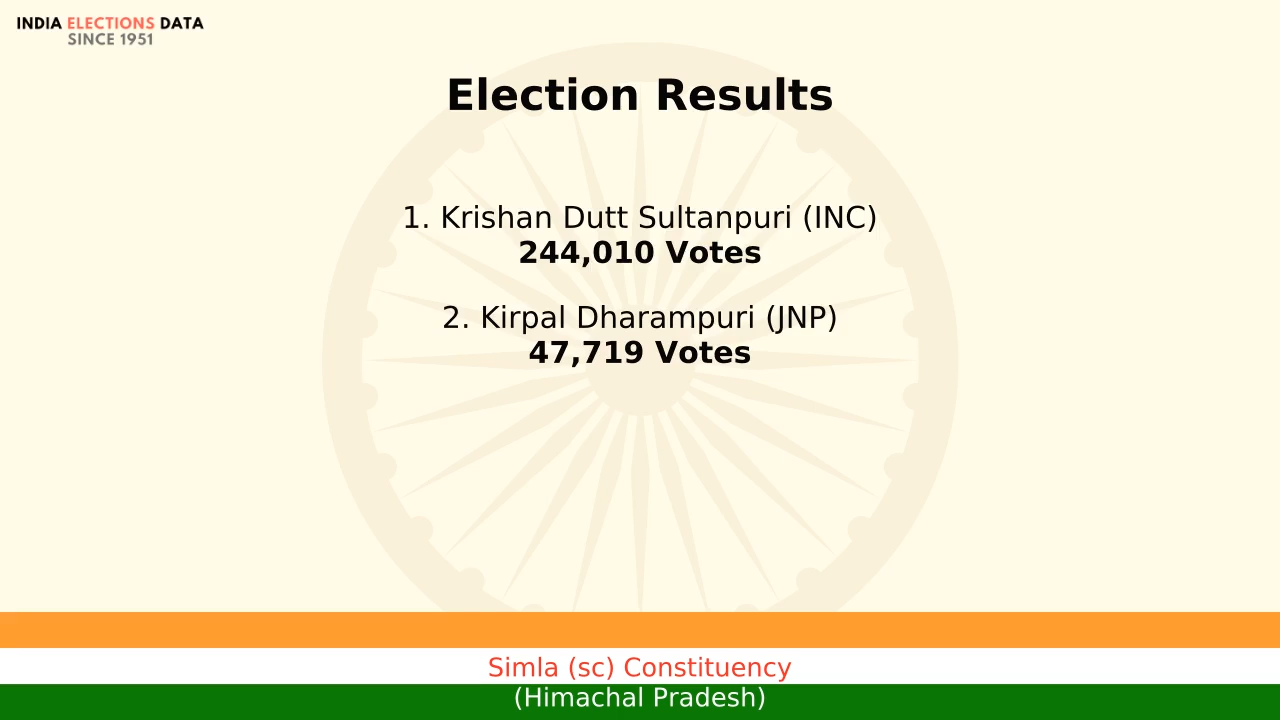 INDIA ELECTIONS DATA
SINCE 1951
Election Results
1. Krishan Dutt Sultanpuri (INC)
244,010 Votes
2. Kirpal Dharampuri (JNP)
47,719 Votes
Simla (sc) Constituency
(Himachal Pradesh)